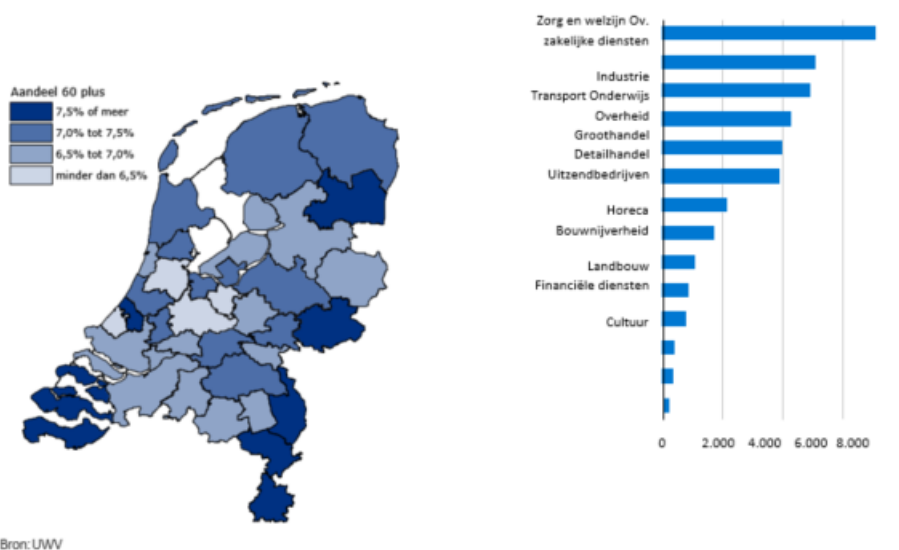 Aandeel 60 plus
7,5% of meer
7,0% tot 7,5%
6,5% tot 7,0%
minder dan 6,5%
Bron: UWV
Zorg en welzijn Ov.
zakelijke diensten
Industrie
Transport Onderwijs
Overheid
Groothandel
Detailhandel
Uitzendbedrijven
Horeca
Bouwnijverheid
Landbouw
Financiële diensten
Cultuur
0 2.000 4.000 6.000 8.000